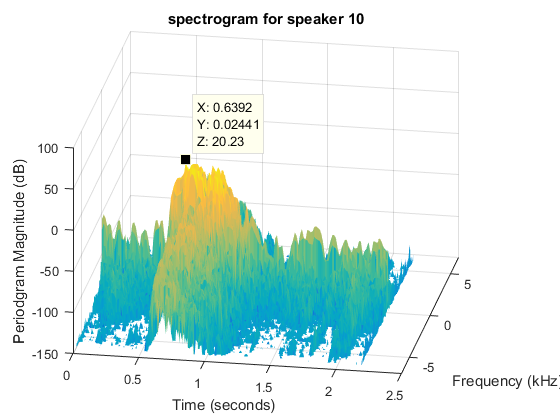 spectrogram for speaker 10
X: 0.6392
Y: 0.02441
Z: 20.23
100
50
0
-50
-100
-150
Periodgram Magnitude (dB)
0
0.5
1
1.5
2
2.5
Time (seconds)
-5
0
5
Frequency (kHz)